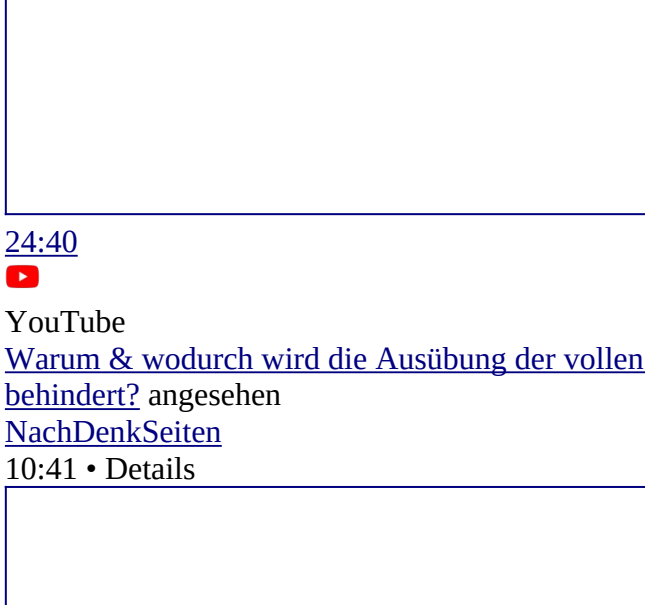 24:40
YouTube
Warum & wodurch wird die Ausübung der vollen
behindert? angesehen
NachDenkSeiten
10:41 • Details